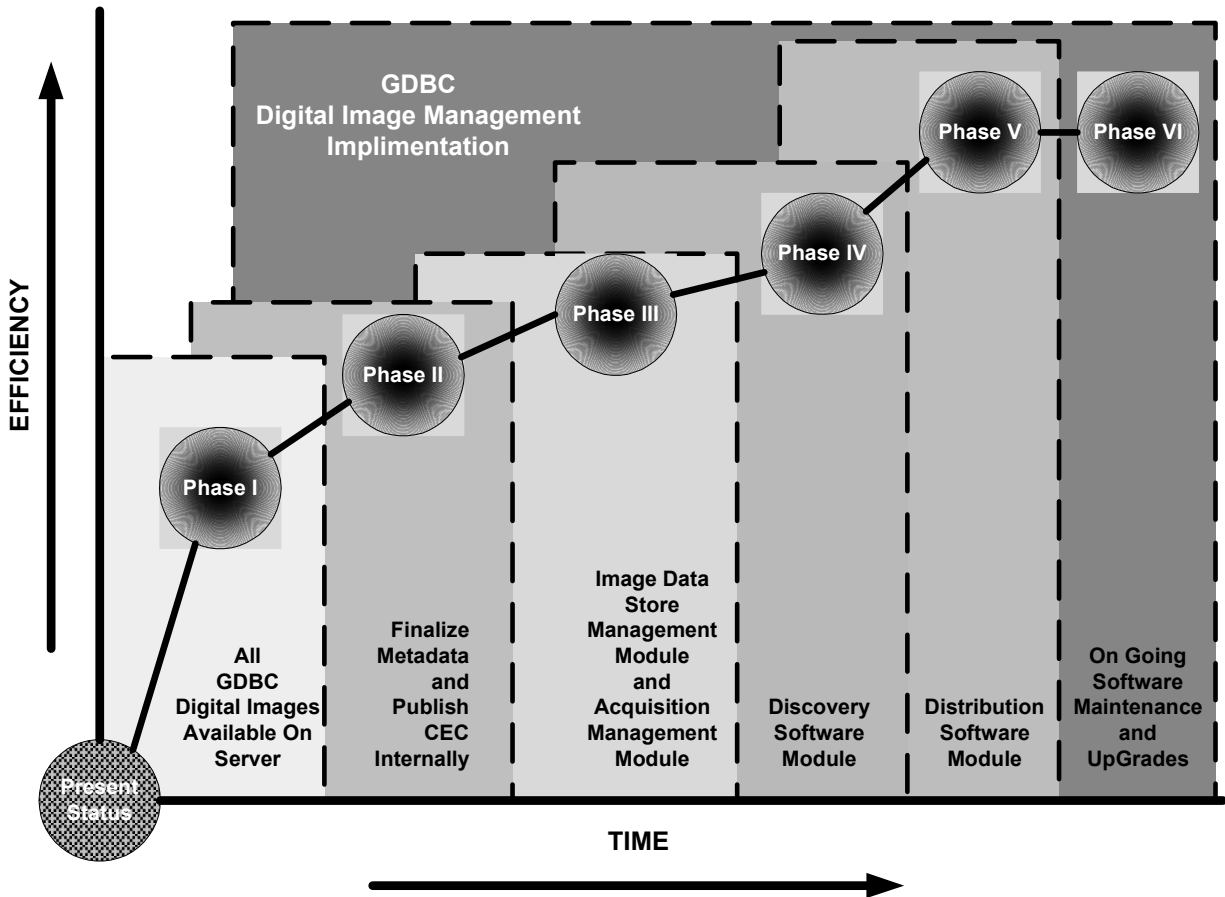 GDBC
Digital Image Management
Implimentation
EFFICIENCY
Phase V
Phase VI
Phase IV
Phase III
Phase II
Phase I
Present
Status
All
GDBC
Digital Images
Available On
Server
Finalize
Metadata
and
Publish
CEC
Internally
Image Data
Store
Management
Module
and
Acquisition
Management
Module
Discovery
Software
Module
Distribution
Software
Module
On Going
Software
Maintenance
and
UpGrades
TIME